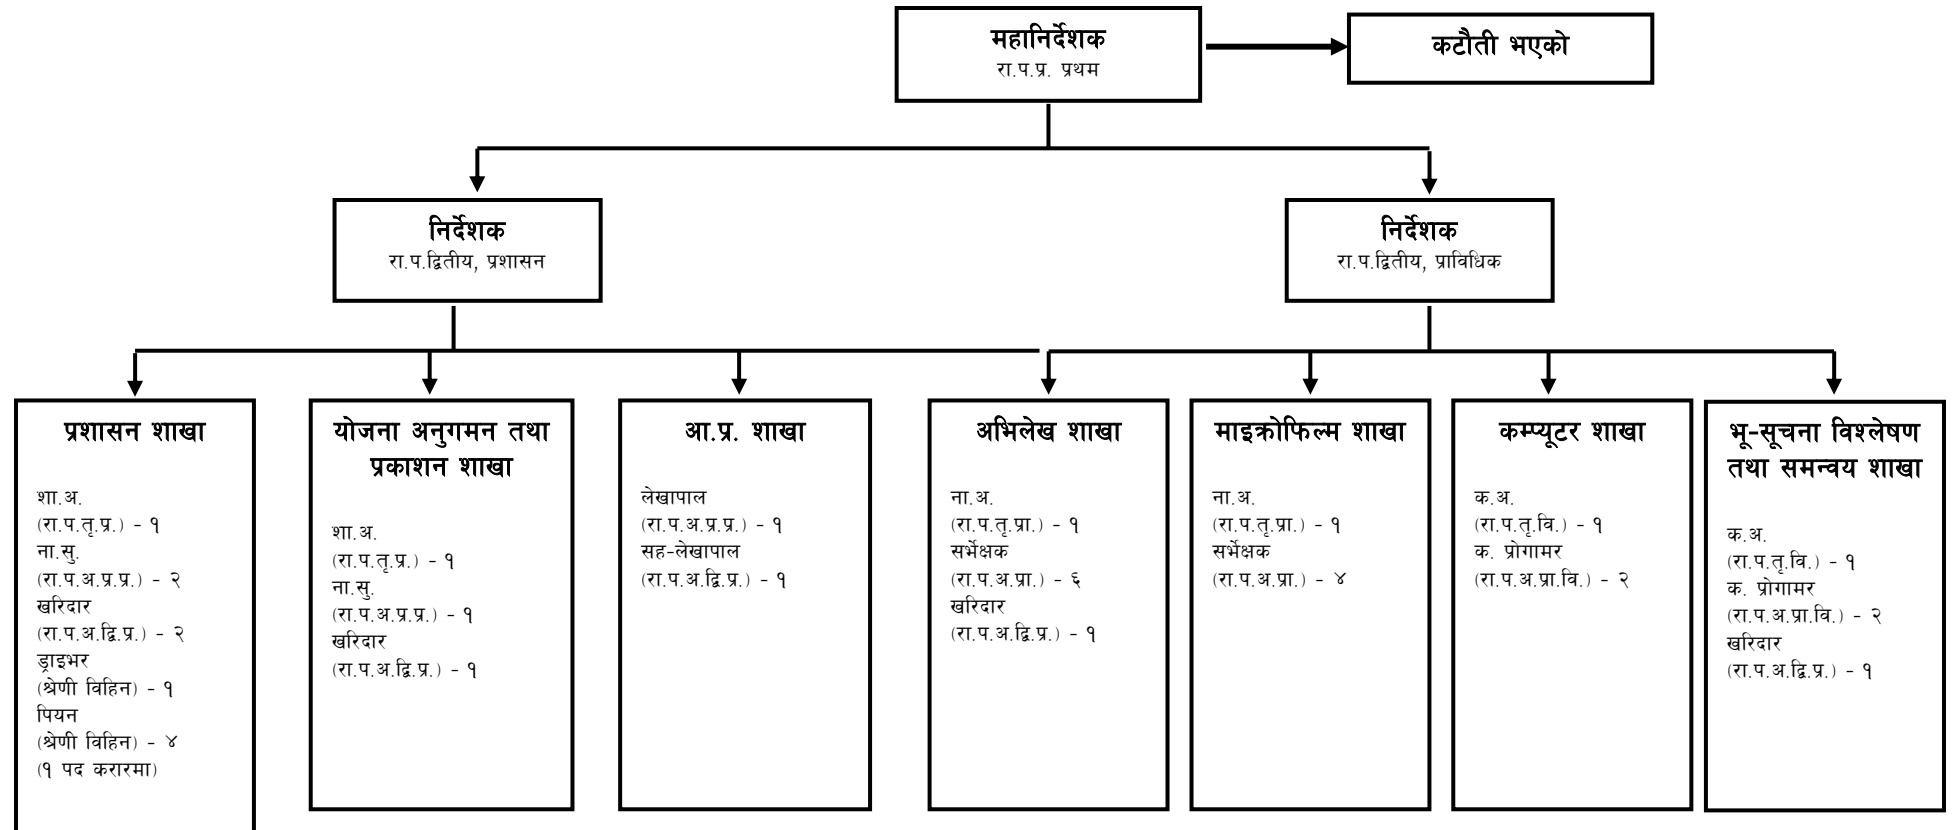 महानिर्देशक
रा.प.प्र. प्रथम
कटौती भएको
निर्देशक
रा.प.द्वितीय, प्रशासन
निर्देशक
रा.प.द्वितीय, प्राविधिक
प्रशासन शाखा
शा.अ.
(रा.प.तृ.प्र.) - १
ना.सु.
(रा.प.अ.प्र.प्र.) - २
खरिदार
(रा.प.अ.द्वि.प्र.) - २
ड्राइभर
(श्रेणी विहिन) - १
पियन
(श्रेणी विहिन) - ४
(१ पद करारमा)
योजना अनुगमन तथा
प्रकाशन शाखा
शा.अ.
(रा.प.तृ.प्र.) - १
ना.सु.
(रा.प.अ.प्र.प्र.) - १
खरिदार
(रा.प.अ.द्वि.प्र.) - १
आ.प्र. शाखा
लेखापाल
(रा.प.अ.प्र.प्र.) - १
सह-लेखापाल
(रा.प.अ.द्वि.प्र.) - १
अभिलेख शाखा
ना.अ.
(रा.प.तृ.प्रा.) - १
सर्भेक्षक
(रा.प.अ.प्रा.) - ६
खरिदार
(रा.प.अ.द्वि.प्र.) - १
माइक्रोफिल्म शाखा
ना.अ.
(रा.प.तृ.प्रा.) - १
सर्भेक्षक
(रा.प.अ.प्रा.) - ४
कम्प्यूटर शाखा
क.अ.
(रा.प.तृ.वि.) - १
क. प्रोगामर
(रा.प.अ.प्रा.वि.) - २
भू-सूचना विश्लेषण
तथा समन्वय शाखा
क.अ.
(रा.प.तृ.वि.) - १
क. प्रोगामर
(रा.प.अ.प्रा.वि.) - २
खरिदार
(रा.प.अ.द्वि.प्र.) - १